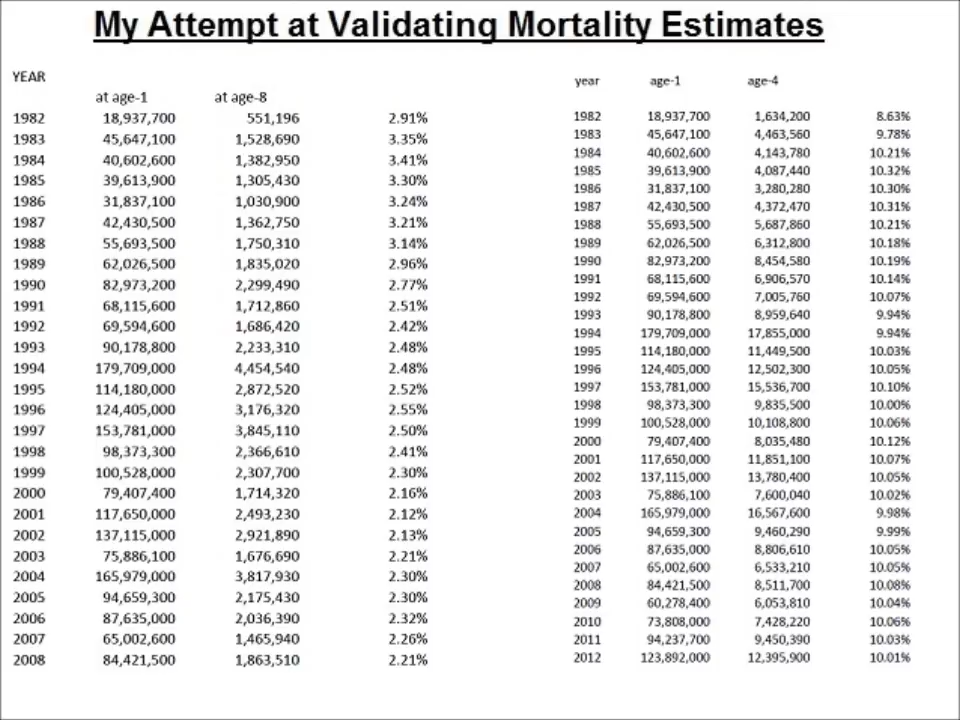 My Attempt at Validating Mortality Estimates
YEAR
at age-1 at age-8
1982 18,937,700 551,196 2.91%
1983 45,647,100 1,528,690 3.35%
1984 40,602,600 1,382,950 3.41%
1985 39,613,900 1,305,430 3.30%
1986 31,837,100 1,030,900 3.24%
1987 42,430,500 1,362,750 3.21%
1988 55,693,500 1,750,310 3.14%
1989 62,026,500 1,835,020 2.96%
1990 82,973,200 2,299,490 2.77%
1991 68,115,600 1,712,860 2.51%
1992 69,594,600 1,686,420 2.42%
1993 90,178,800 2,233,310 2.48%
1994 179,709,000 4,454,540 2.48%
1995 114,180,000 2,872,520 2.52%
1996 124,405,000 3,176,320 2.55%
1997 153,781,000 3,845,110 2.50%
1998 98,373,300 2,366,610 2.41%
1999 100,528,000 2,307,700 2.30%
2000 79,407,400 1,714,320 2.16%
2001 117,650,000 2,493,230 2.12%
2002 137,115,000 2,921,890 2.13%
2003 75,886,100 1,676,690 2.21%
2004 165,979,000 3,817,930 2.30%
2005 94,659,300 2,175,430 2.30%
2006 87,635,000 2,036,390 2.32%
2007 65,002,600 1,465,940 2.26%
2008 84,421,500 1,863,510 2.21%
year age-1 age-4
1982 18,937,700 1,634,200 8.63%
1983 45,647,100 4,463,560 9.78%
1984 40,602,600 4,143,780 10.21%
1985 39,613,900 4,087,440 10.32%
1986 31,837,100 3,280,280 10.30%
1987 42,430,500 4,372,470 10.31%
1988 55,693,500 5,687,860 10.21%
1989 62,026,500 6,312,800 10.18%
1990 82,973,200 8,454,580 10.19%
1991 68,115,600 6,906,570 10.14%
1992 69,594,600 7,005,760 10.07%
1993 90,178,800 8,959,640 9.94%
1994 179,709,000 17,855,000 9.94%
1995 114,180,000 11,449,500 10.03%
1996 124,405,000 12,502,300 10.05%
1997 153,781,000 15,536,700 10.10%
1998 98,373,300 9,835,500 10.00%
1999 100,528,000 10,108,800 10.06%
2000 79,407,400 8,035,480 10.12%
2001 117,650,000 11,851,100 10.07%
2002 137,115,000 13,780,400 10.05%
2003 75,886,100 7,600,040 10.02%
2004 165,979,000 16,567,600 9.98%
2005 94,659,300 9,460,290 9.99%
2006 87,635,000 8,806,610 10.05%
2007 65,002,600 6,533,210 10.05%
2008 84,421,500 8,511,700 10.08%
2009 60,278,400 6,053,810 10.04%
2010 73,808,000 7,428,220 10.06%
2011 94,237,700 9,450,390 10.03%
2012 123,892,000 12,395,900 10.01%